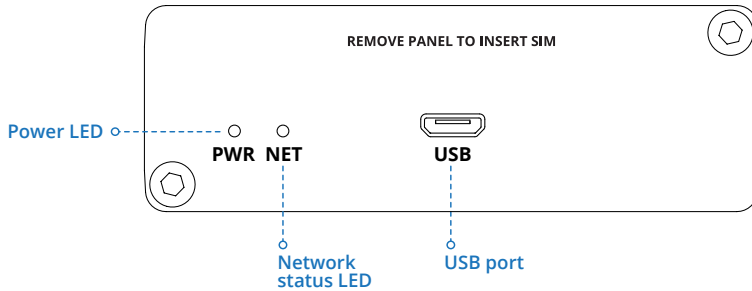 REMOVE PANEL TO INSERT SIM
Power LED
PWR NET
USB
Network
status LED
USB port